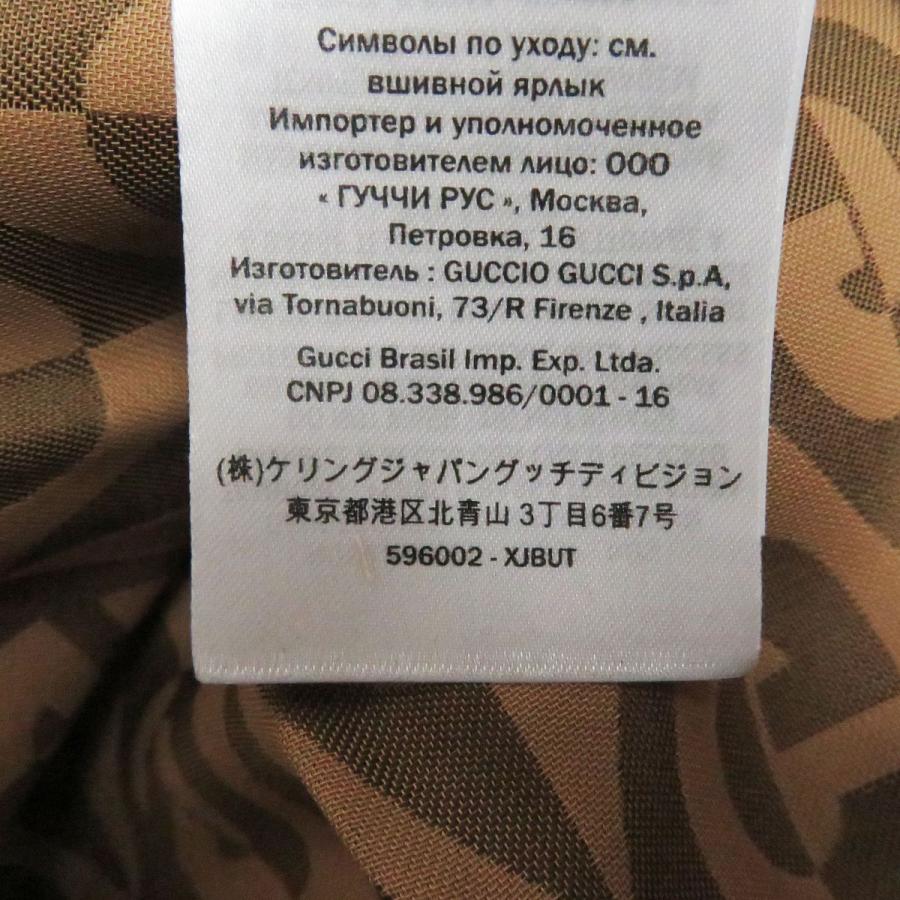 Символы по уходу: см.
вшивной ярлык
Импортер и уполномоченное
изготовителем лицо: ООО
« ГУЧЧИ РУС », Москва,
Петровка, 16
Изготовитель : GUCCIO GUCCI S.p.A,
via Tornabuoni, 73/R Firenze , Italia
Gucci Brasil Imp. Exp. Ltda.
CNPJ 08.338.986/0001 - 16
(株)ケリングジャパングッチディビジョン
東京都港区北青山 3丁目6番7号
596002 - XJBUT